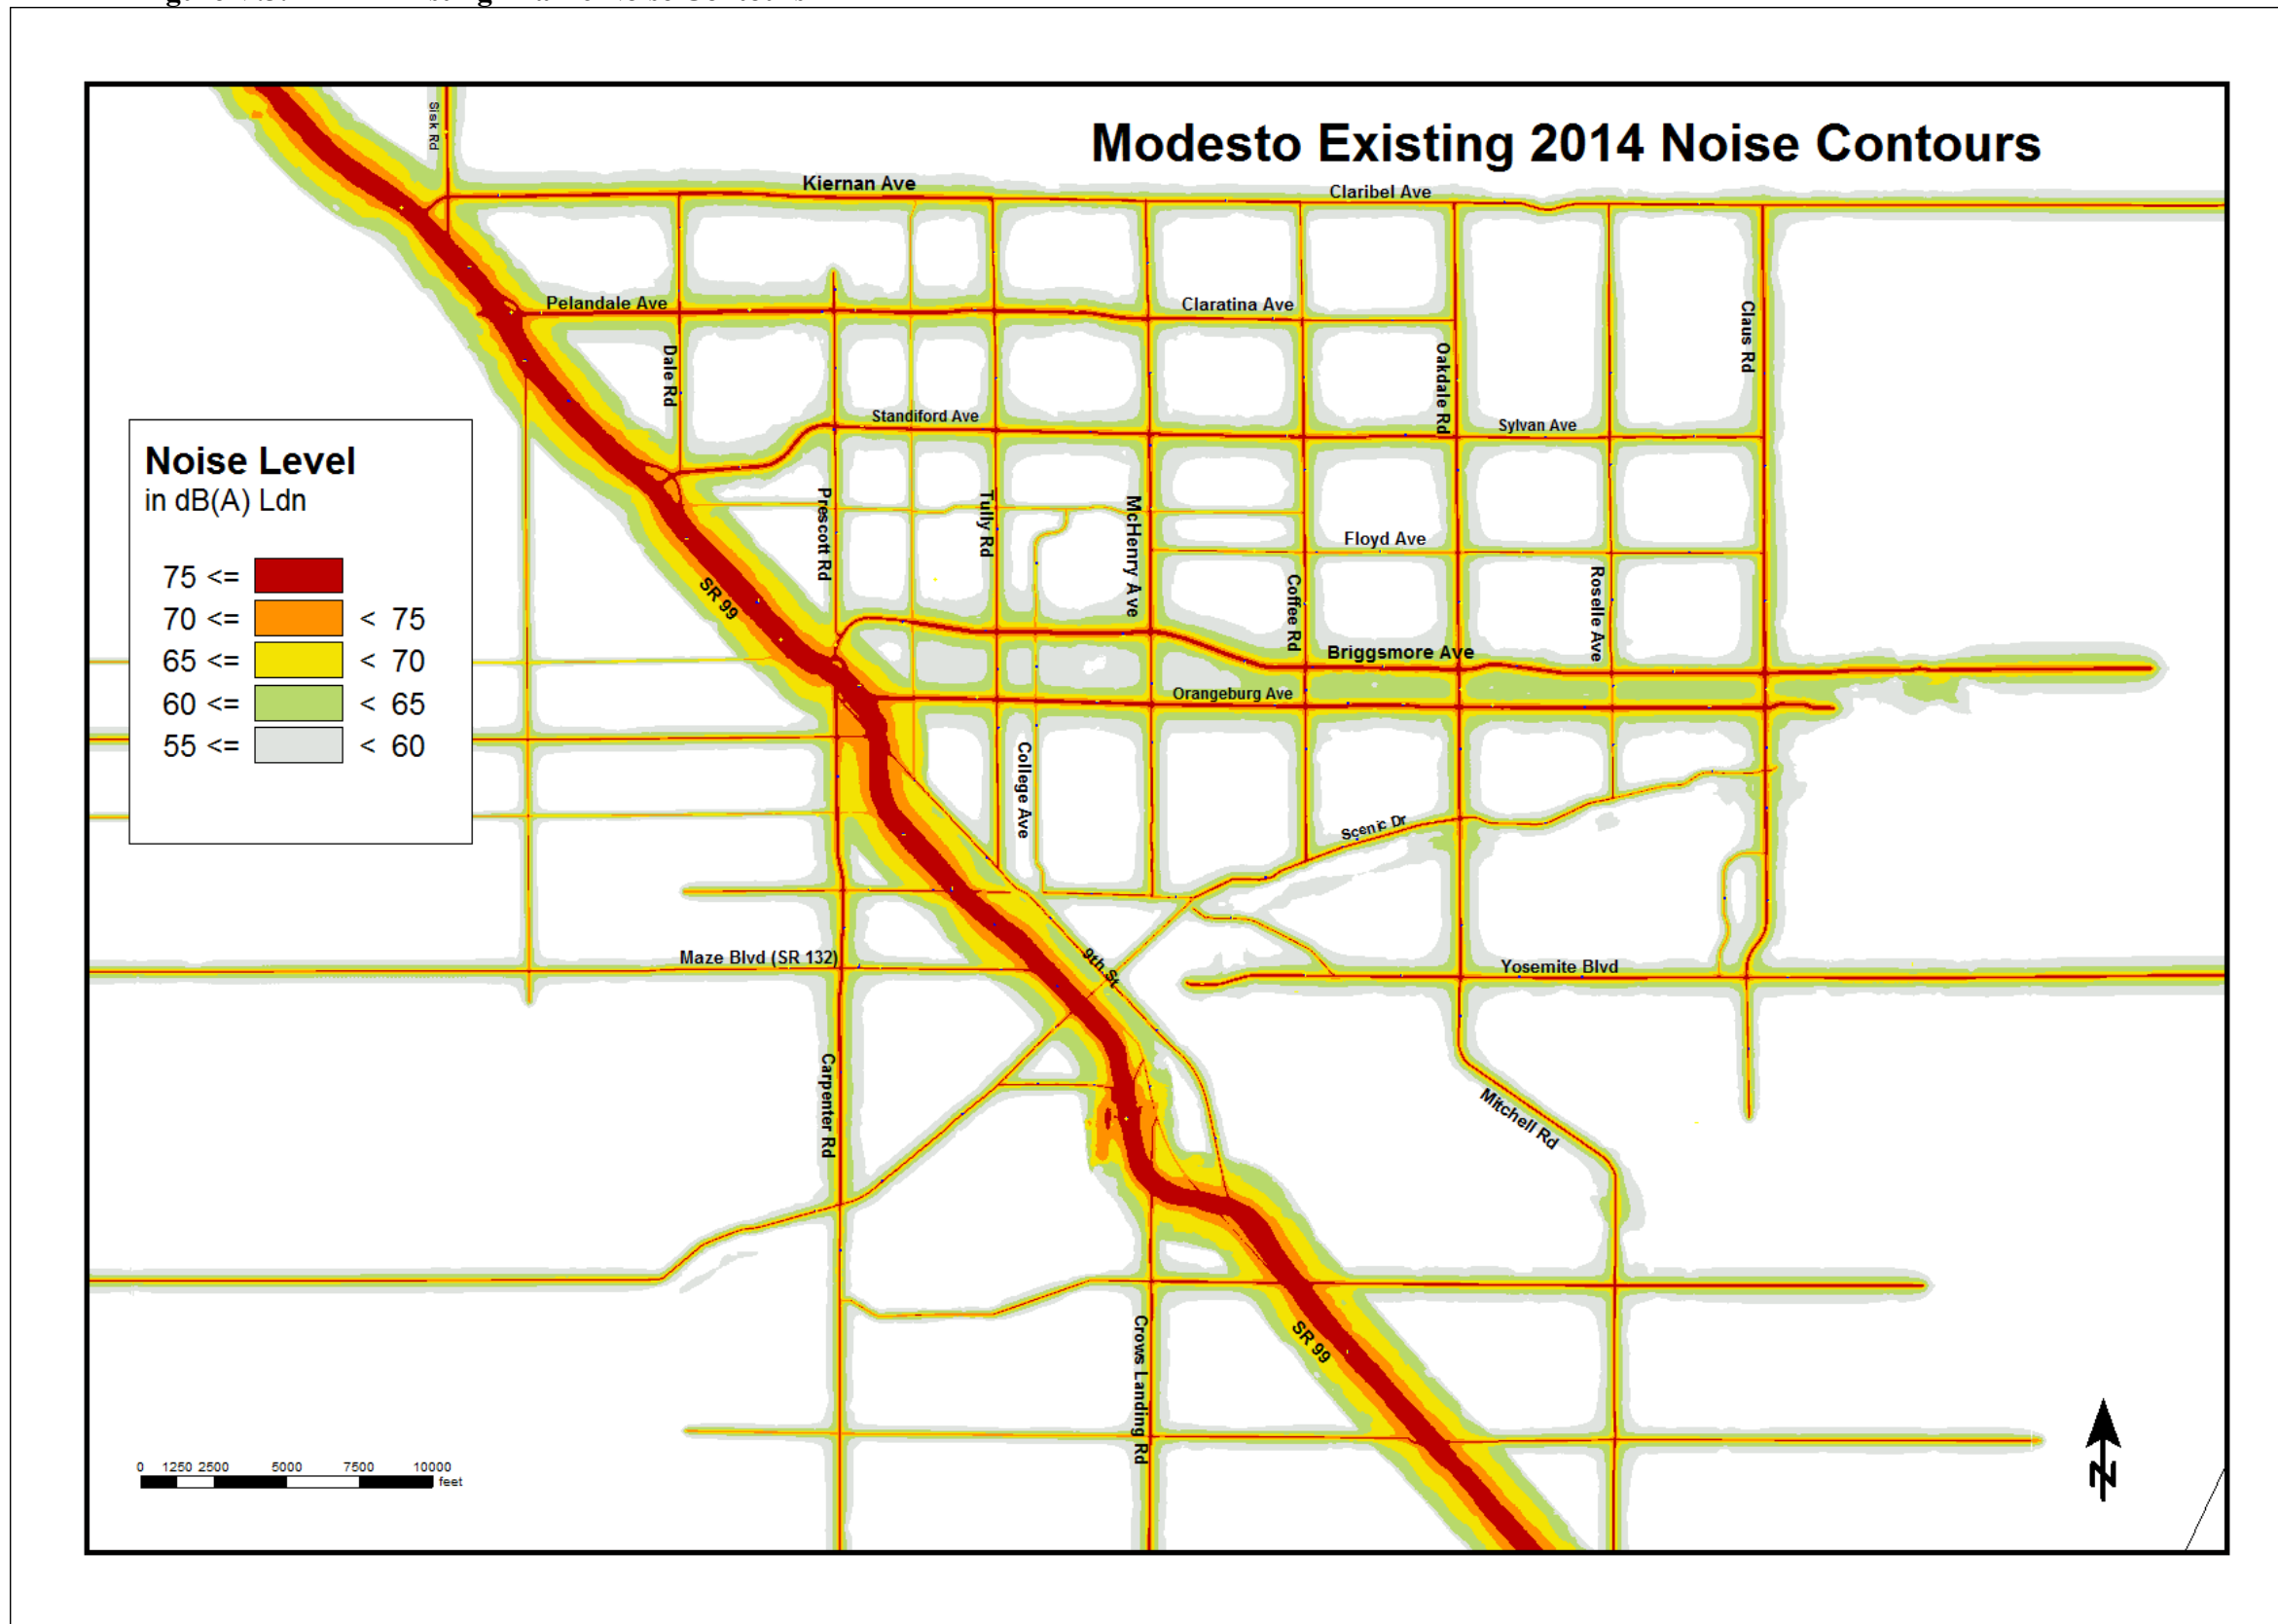 Modesto Existing 2014 Noise Contours
Sisk Rd
Kiernan Ave
Claribel Ave
Pelandale Ave
Claratina Ave
Claus Rd
Dale Rd
Oakdale Rd
Standiford Ave
Sylvan Ave
Noise Level
in dB(A) Ldn
75 <=
70 <= < 75
65 <= < 70
60 <= < 65
55 <= < 60
Prescott Rd
Tully Rd
McHenry Ave
Floyd Ave
SR 99
Coffee Rd
Roselle Ave
Briggsmore Ave
Orangeburg Ave
College Ave
Scenic Dr
Maze Blvd (SR 132)
9th St
Yosemite Blvd
Carpenter Rd
Mitchell Rd
SR 99
Crows Landing Rd
0 1250 2500 5000 7500 10000
feet
N